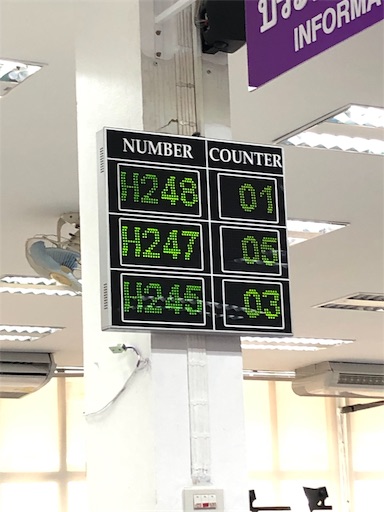 INFORMA
NUMBER COUNTER
H248 01
H247 05
H245 03